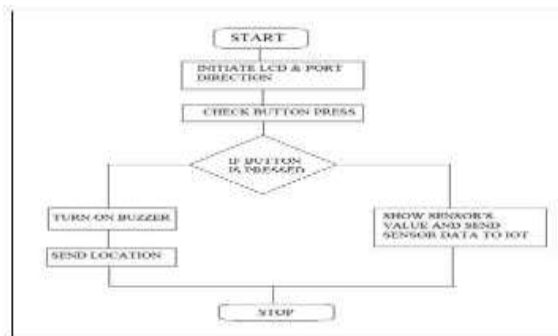 START
INITIATE LCD & PORT
DIRECTION
CHECK BUTTON PRESS
IF BUTTON
IS PRESSED
TURN ON BUZZER
SEND LOCATION
SHOW SENSOR'S
VALUE AND SEND
SENSOR DATA TO IOT
STOP